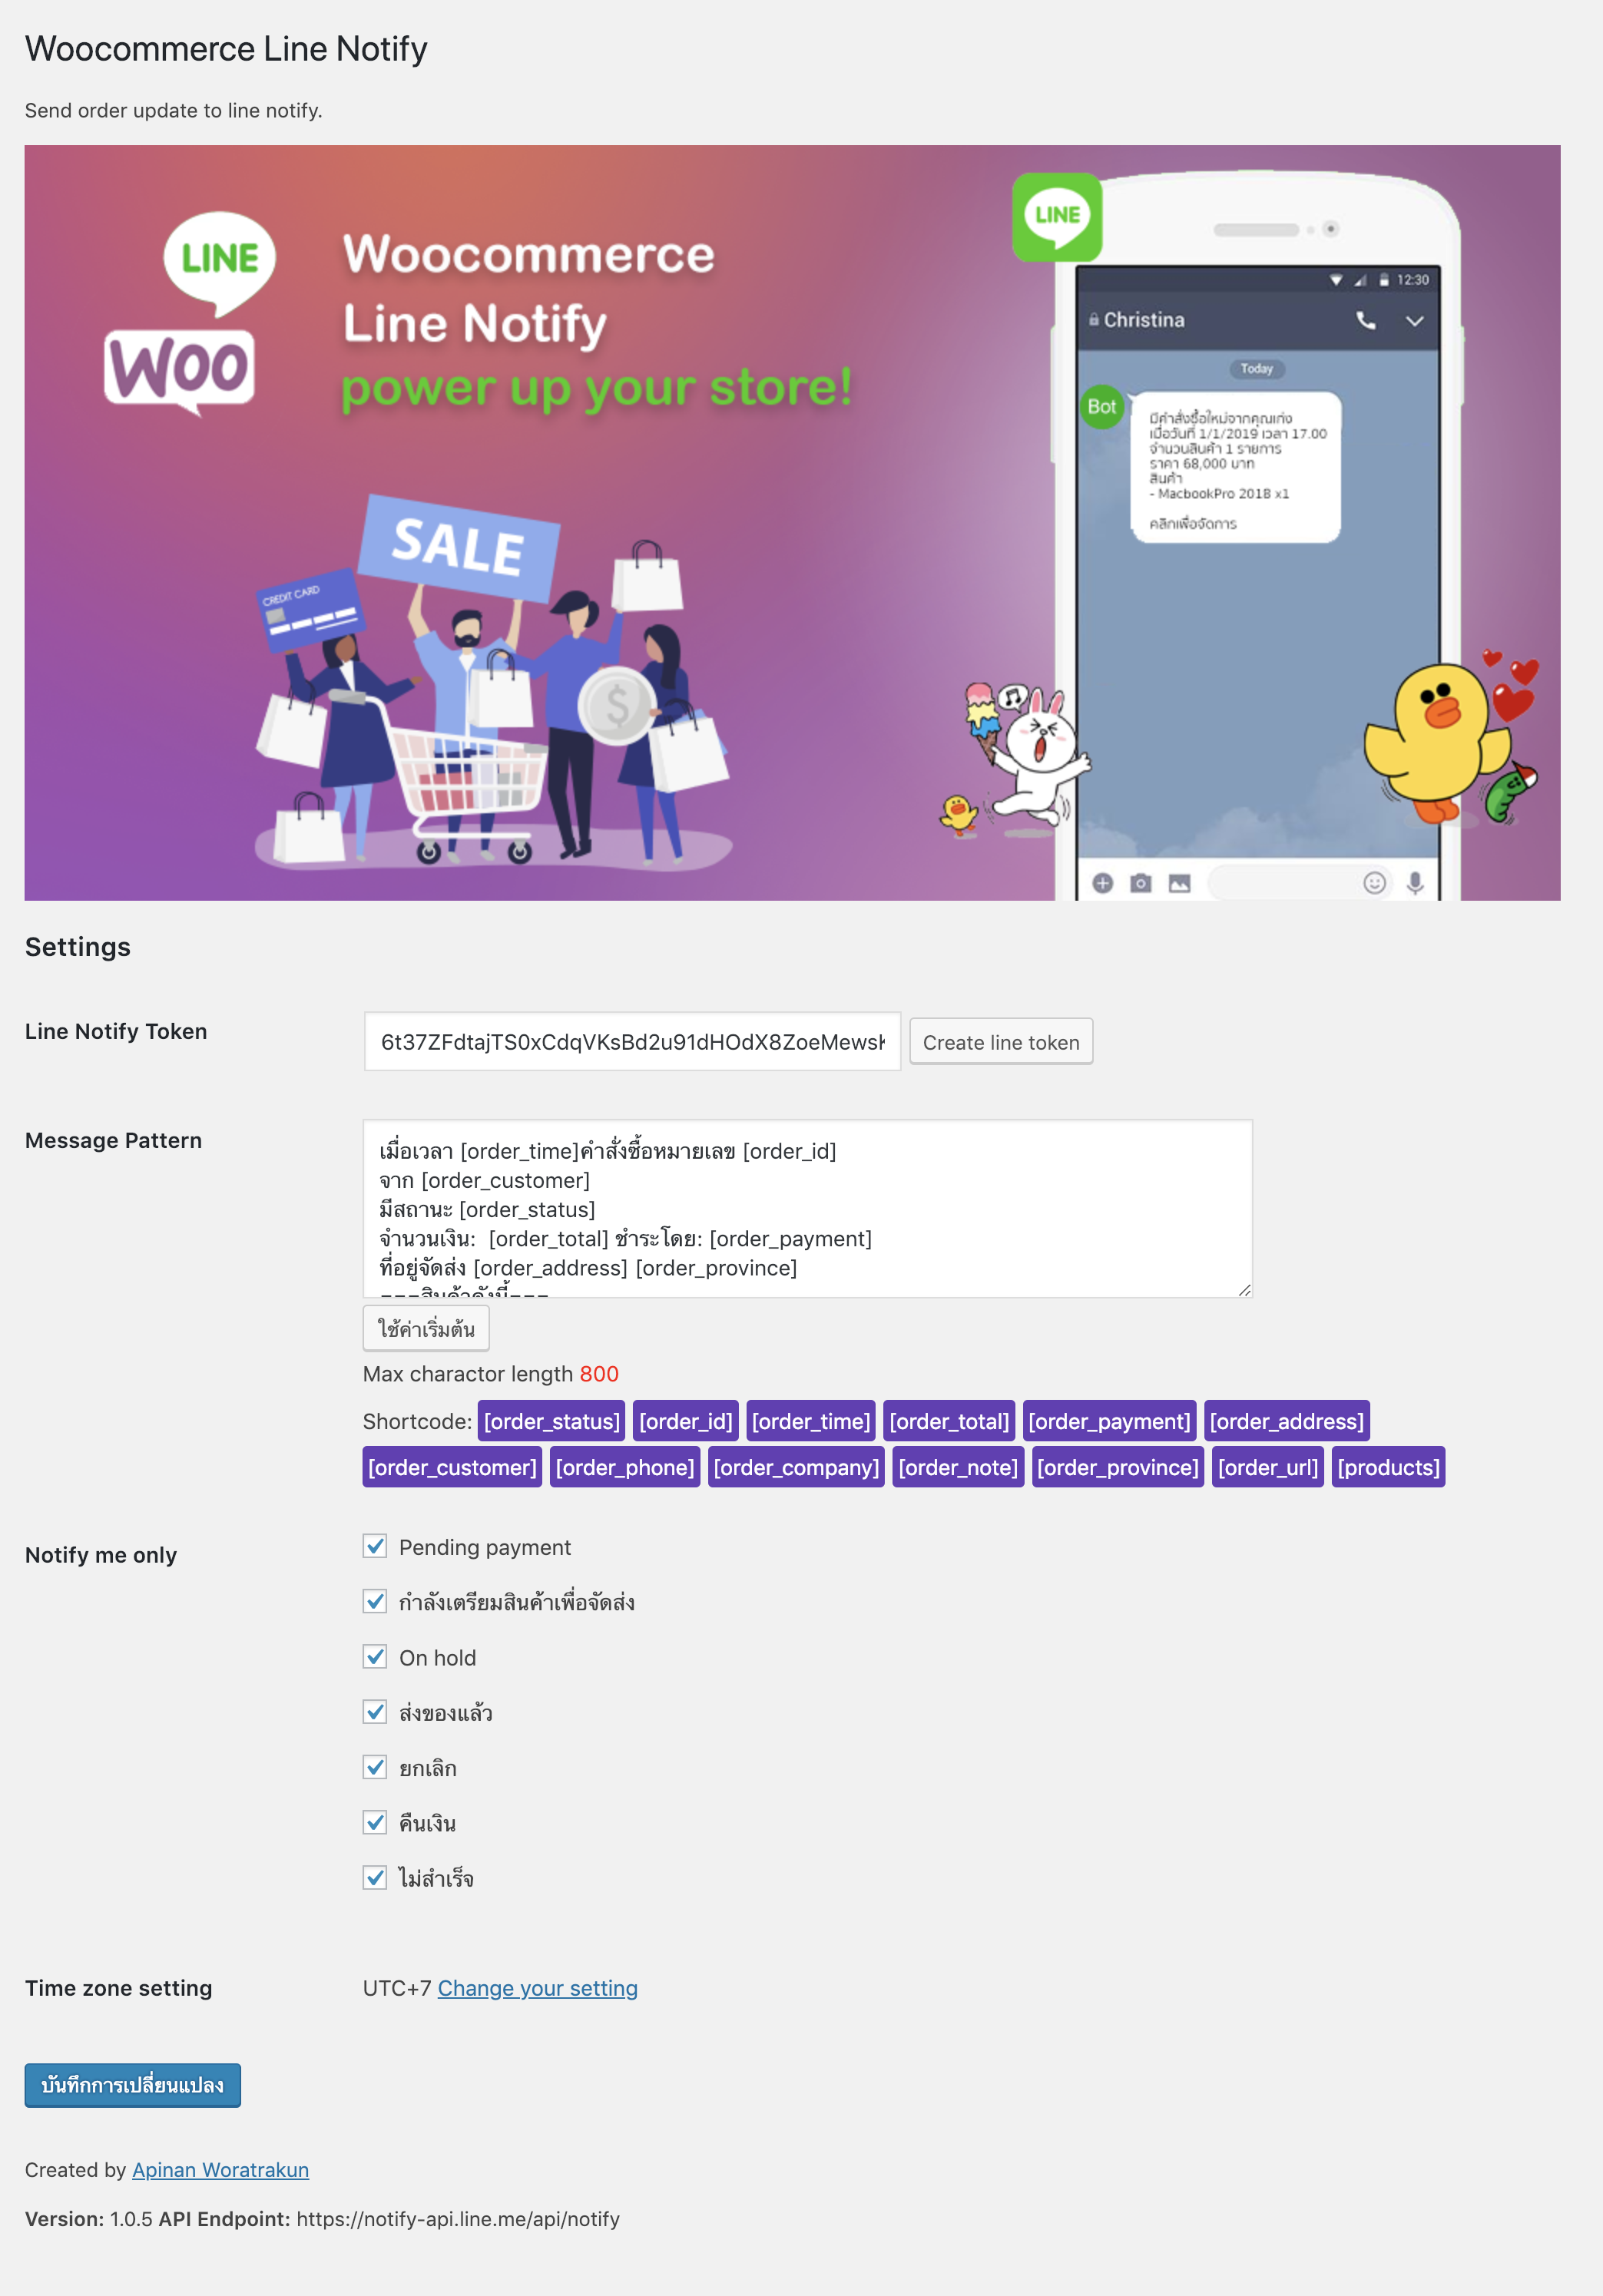 Woocommerce Line Notify
Send order update to line notify.
LINE
WOO
Woocommerce
Line Notify
power up your store!
SALE
CREDIT CARD
$
LINE
12:30
Christina
Today
Bot
มีคำสั่งซื้อใหม่จากคุณเก่ง
เมื่อวันที่ 1/1/2019 เวลา 17.00
จำนวนสินค้า 1 รายการ
ราคา 68,000 บาท
สินค้า
- MacbookPro 2018 x1
คลิกเพื่อจัดการ
Settings
Line Notify Token
6t37ZFdtajTS0xCdqVKsBd2u91dHOdX8ZoeMews
Create line token
Message Pattern
เมื่อเวลา [order_time]คำสั่งซื้อหมายเลข [order_id]
จาก [order_customer]
มีสถานะ [order_status]
จำนวนเงิน:  [order_total] ชำระโดย: [order_payment]
ที่อยู่จัดส่ง [order_address] [order_province]
===สินค้าดังนี้===
ใช้ค่าเริ่มต้น
Max charactor length 800
Shortcode: [order_status] [order_id] [order_time] [order_total] [order_payment] [order_address]
[order_customer] [order_phone] [order_company] [order_note] [order_province] [order_url] [products]
Notify me only
Pending payment
กำลังเตรียมสินค้าเพื่อจัดส่ง
On hold
ส่งของแล้ว
ยกเลิก
คืนเงิน
ไม่สำเร็จ
Time zone setting
UTC+7 Change your setting
บันทึกการเปลี่ยนแปลง
Created by Apinan Woratrakun
Version: 1.0.5 API Endpoint: https://notify-api.line.me/api/notify